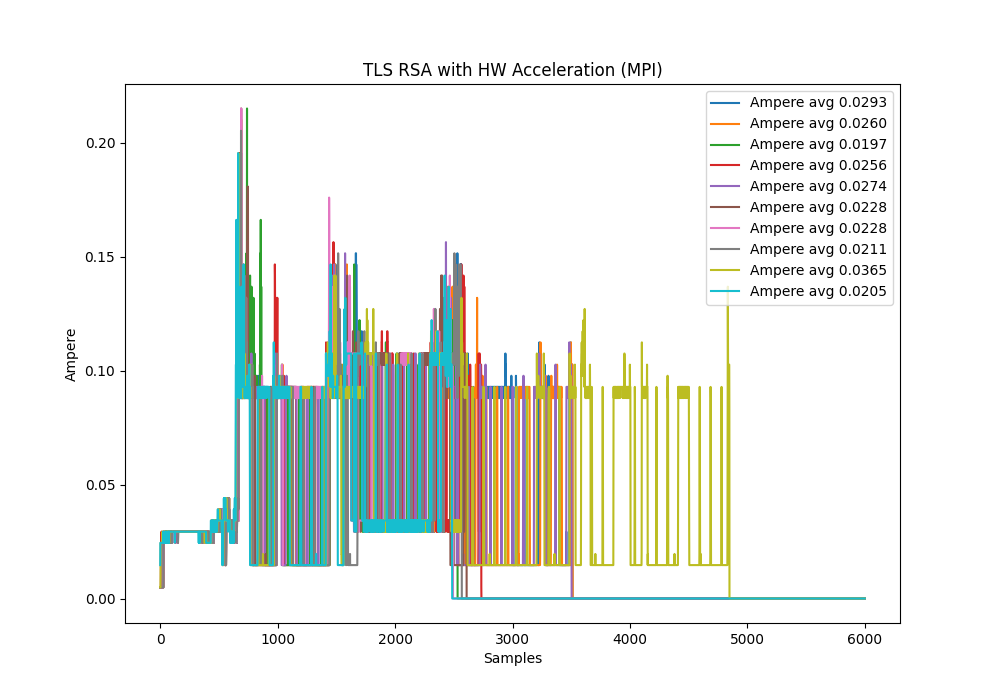 TLS RSA with HW Acceleration (MPI)
Ampere avg 0.0293
Ampere avg 0.0260
Ampere avg 0.0197
Ampere avg 0.0256
Ampere avg 0.0274
Ampere avg 0.0228
Ampere avg 0.0228
Ampere avg 0.0211
Ampere avg 0.0365
Ampere avg 0.0205
Ampere
0.20
0.15
0.10
0.05
0.00
0 1000 2000 3000 4000 5000 6000
Samples